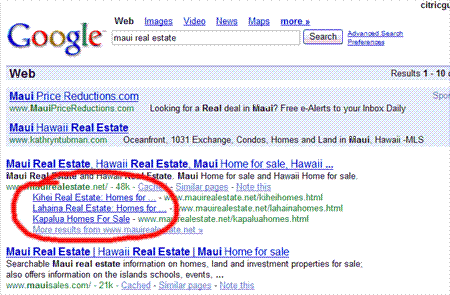 citricgu
Web Images Video News Maps more »
Google
maui real estate Search Advanced Search
Preferences
Web Results 1 - 10 o
Maui Price Reductions.com Spon
www.MauiPriceReductions.com Looking for a Real deal in Maui? Free e-Alerts to your Inbox Daily
Maui Hawaii Real Estate
www.kathryntubman.com Oceanfront, 1031 Exchange, Condos, Homes and Land in Maui, Hawaii -MLS
Maui Real Estate, Hawaii Real Estate, Maui Home for sale, Hawaii ...
Maui Real Estate and Hawaii Real Estate. Maui Home for sale and Hawaii Home for sale.
www.mauirealestate.net/ - 48k - Cached - Similar pages - Note this
Kihei Real Estate: Homes for ... - www.mauirealestate.net/kiheihomes.html
Lahaina Real Estate: Homes for ... - www.mauirealestate.net/lahainahomes.html
Kapalua Homes For Sale - www.mauirealestate.net/kapaluahomes.html
More results from www.mauirealestate.net »
Maui Real Estate | Hawaii Real Estate | Maui Home for sale
Searchable Maui real estate information on homes, land and investment properties for sale;
also offers information on the islands schools, events, ...
www.mauisales.com/ - 21k - Cached - Similar pages - Note this